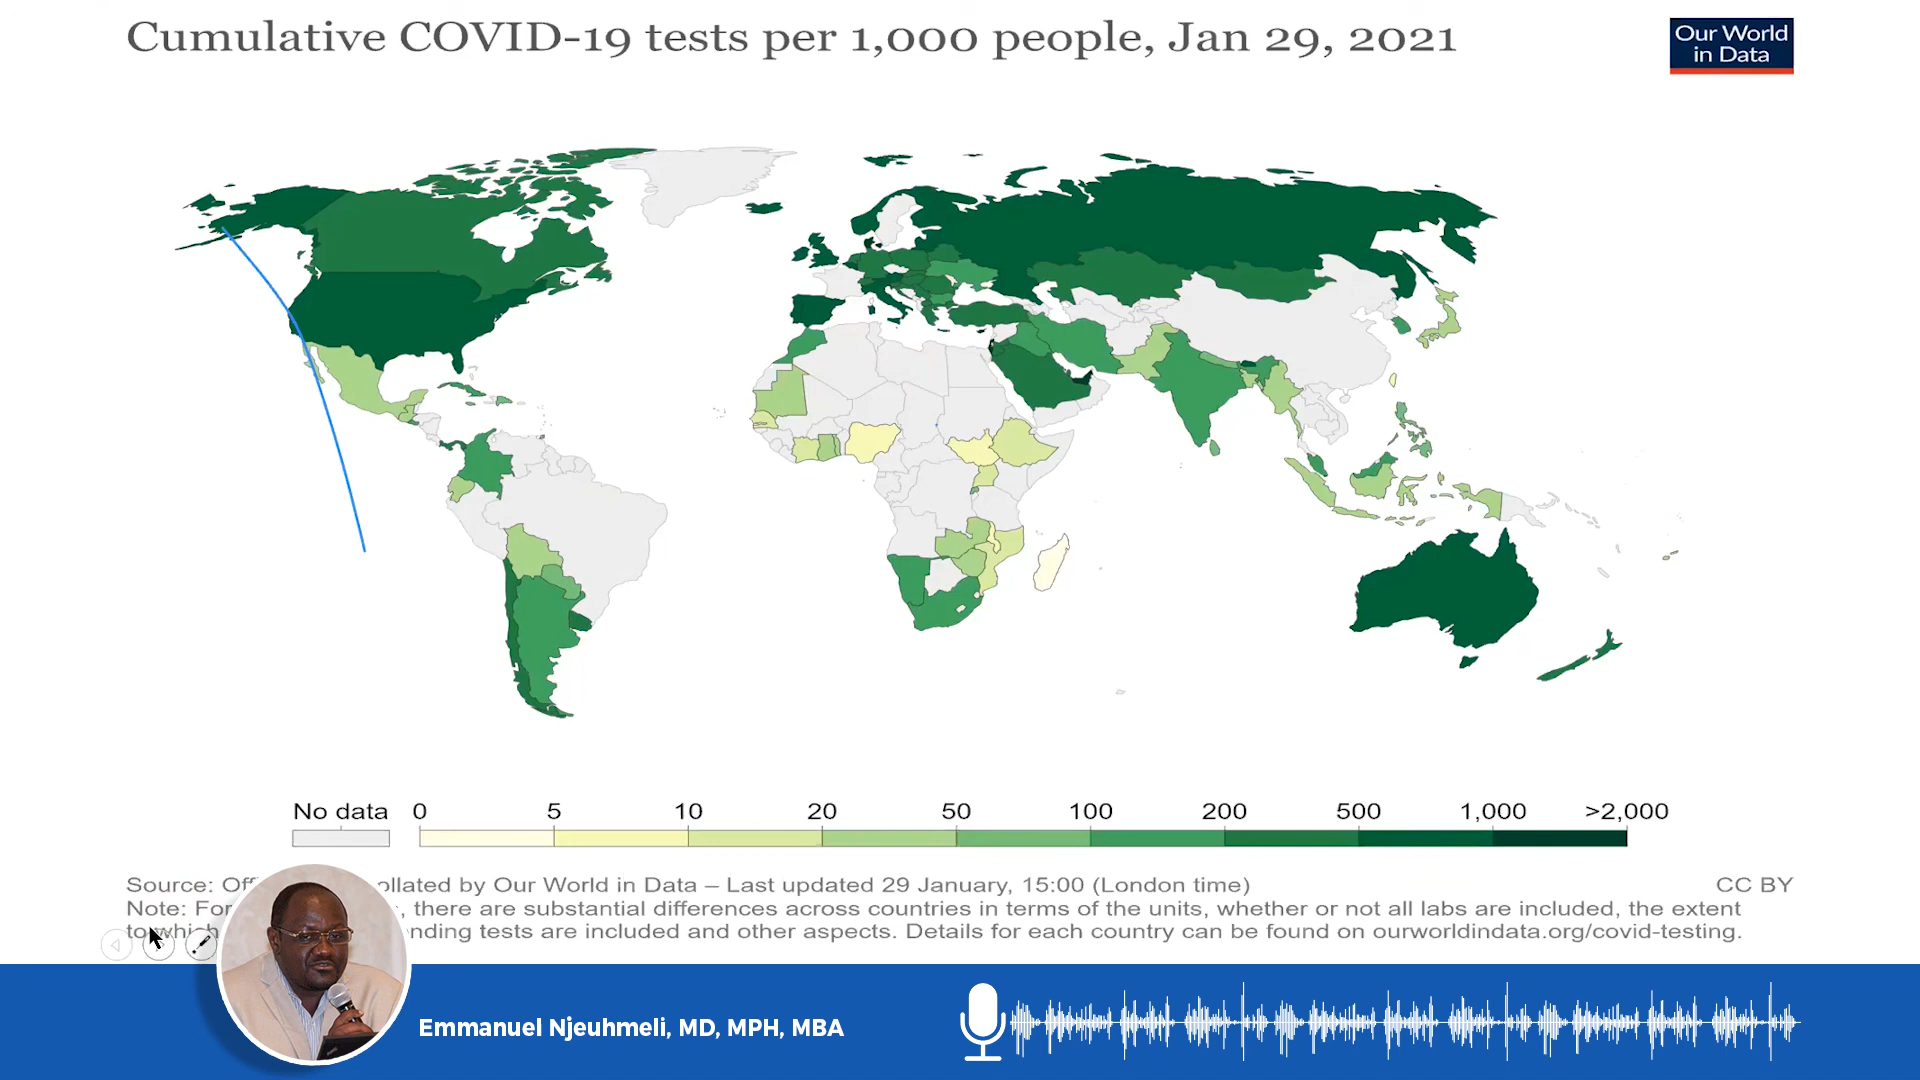 Cumulative COVID-19 tests per 1,000 people, Jan 29, 2021
Our World
in Data
No data 0 5 10 20 50 100 200 500 1,000 >2,000
Source: Of ollated by Our World in Data – Last updated 29 January, 15:00 (London time) CC BY
Note: For , there are substantial differences across countries in terms of the units, whether or not all labs are included, the extent
to which nding tests are included and other aspects. Details for each country can be found on ourworldindata.org/covid-testing.
Emmanuel Njeuhmeli, MD, MPH, MBA